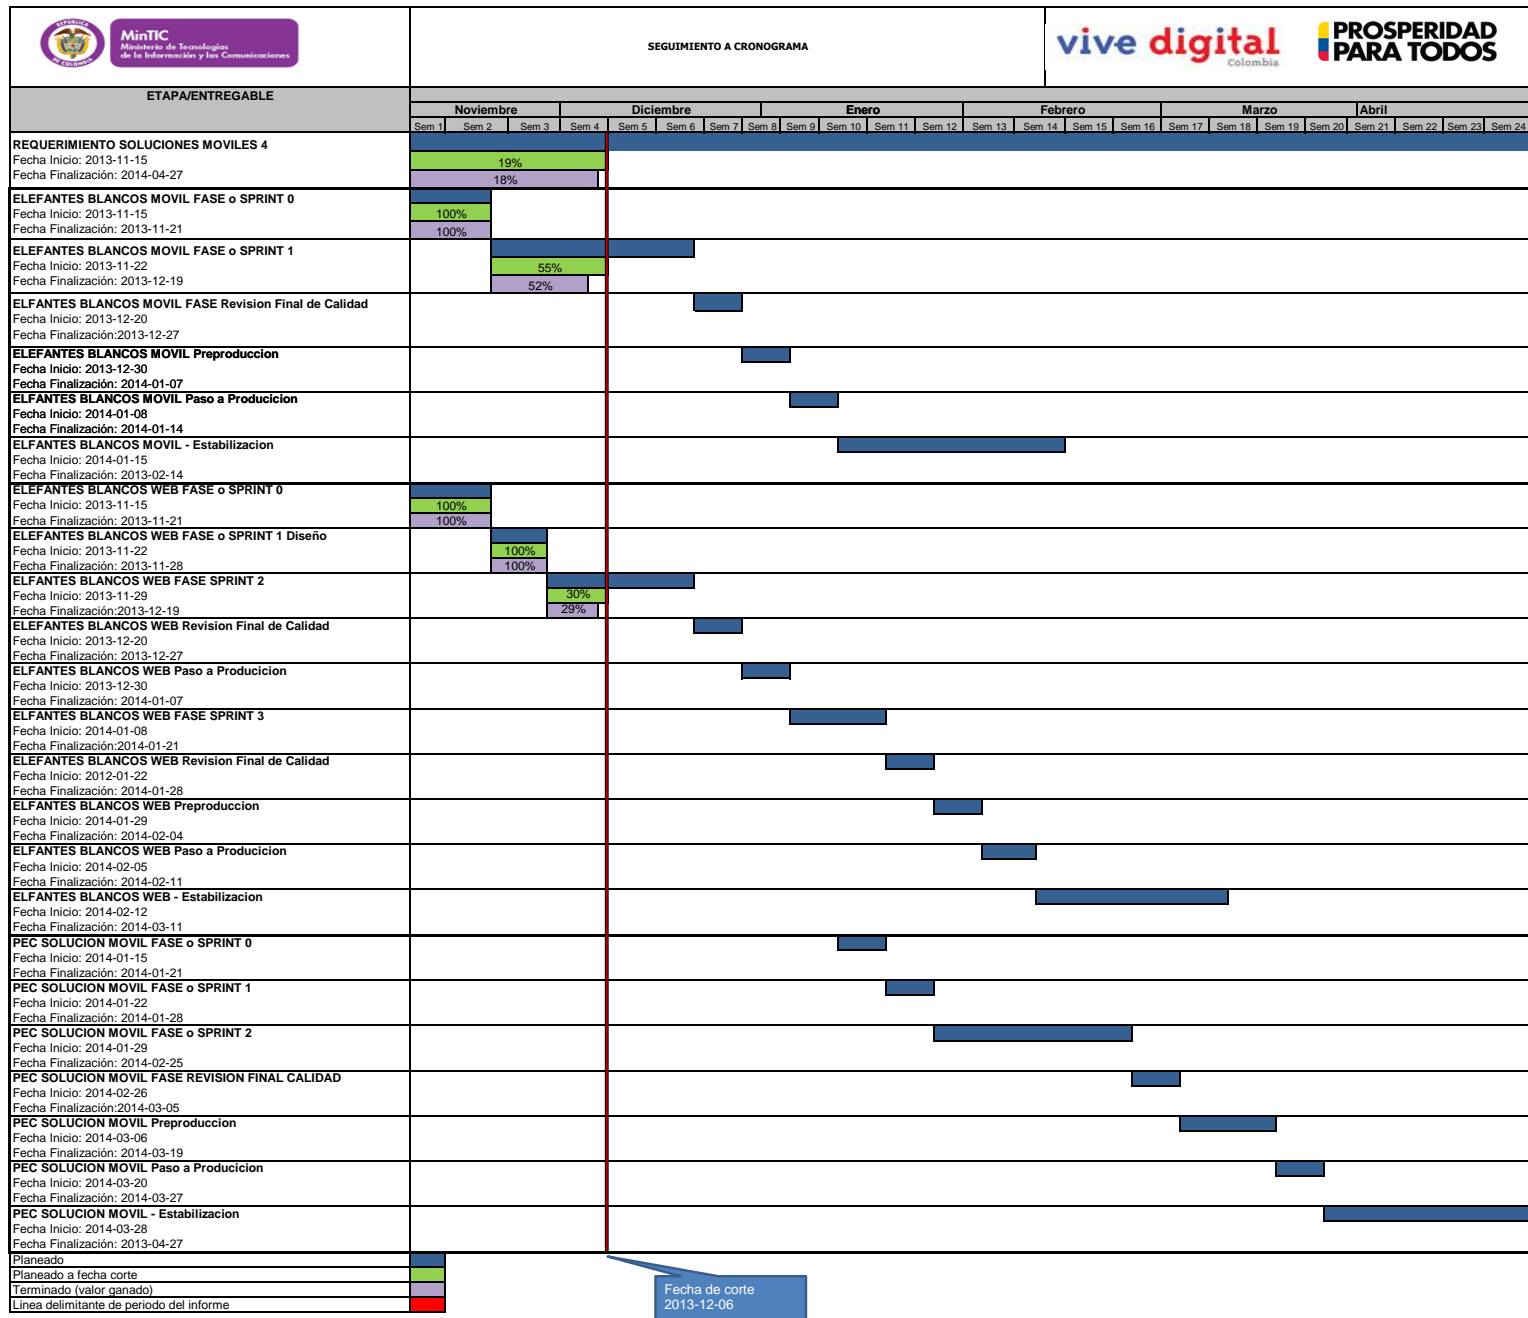 REPÚBLICA
DE COLOMBIA
MinTIC
Ministerio de Tecnologías
de la Información y las Comunicaciones
SEGUIMIENTO A CRONOGRAMA
vive digital
Colombia
PROSPERIDAD
PARA TODOS
ETAPA/ENTREGABLE
Noviembre Diciembre Enero Febrero Marzo Abril
Sem 1 Sem 2 Sem 3 Sem 4 Sem 5 Sem 6 Sem 7 Sem 8 Sem 9 Sem 10 Sem 11 Sem 12 Sem 13 Sem 14 Sem 15 Sem 16 Sem 17 Sem 18 Sem 19 Sem 20 Sem 21 Sem 22 Sem 23 Sem 24
REQUERIMIENTO SOLUCIONES MOVILES 4
Fecha Inicio: 2013-11-15
19%
Fecha Finalización: 2014-04-27
18%
ELEFANTES BLANCOS MOVIL FASE o SPRINT 0
Fecha Inicio: 2013-11-15
100%
Fecha Finalización: 2013-11-21
100%
ELEFANTES BLANCOS MOVIL FASE o SPRINT 1
Fecha Inicio: 2013-11-22
55%
Fecha Finalización: 2013-12-19
52%
ELFANTES BLANCOS MOVIL FASE Revision Final de Calidad
Fecha Inicio: 2013-12-20
Fecha Finalización:2013-12-27
ELEFANTES BLANCOS MOVIL Preproduccion
Fecha Inicio: 2013-12-30
Fecha Finalización: 2014-01-07
ELFANTES BLANCOS MOVIL Paso a Producicion
Fecha Inicio: 2014-01-08
Fecha Finalización: 2014-01-14
ELFANTES BLANCOS MOVIL - Estabilizacion
Fecha Inicio: 2014-01-15
Fecha Finalización: 2013-02-14
ELEFANTES BLANCOS WEB FASE o SPRINT 0
Fecha Inicio: 2013-11-15
100%
Fecha Finalización: 2013-11-21
100%
ELEFANTES BLANCOS WEB FASE o SPRINT 1 Diseño
Fecha Inicio: 2013-11-22
100%
Fecha Finalización: 2013-11-28
100%
ELFANTES BLANCOS WEB FASE SPRINT 2
Fecha Inicio: 2013-11-29
30%
Fecha Finalización:2013-12-19
29%
ELEFANTES BLANCOS WEB Revision Final de Calidad
Fecha Inicio: 2013-12-20
Fecha Finalización: 2013-12-27
ELFANTES BLANCOS WEB Paso a Producicion
Fecha Inicio: 2013-12-30
Fecha Finalización: 2014-01-07
ELFANTES BLANCOS WEB FASE SPRINT 3
Fecha Inicio: 2014-01-08
Fecha Finalización:2014-01-21
ELEFANTES BLANCOS WEB Revision Final de Calidad
Fecha Inicio: 2012-01-22
Fecha Finalización: 2014-01-28
ELFANTES BLANCOS WEB Preproduccion
Fecha Inicio: 2014-01-29
Fecha Finalización: 2014-02-04
ELFANTES BLANCOS WEB Paso a Producicion
Fecha Inicio: 2014-02-05
Fecha Finalización: 2014-02-11
ELFANTES BLANCOS WEB - Estabilizacion
Fecha Inicio: 2014-02-12
Fecha Finalización: 2014-03-11
PEC SOLUCION MOVIL FASE o SPRINT 0
Fecha Inicio: 2014-01-15
Fecha Finalización: 2014-01-21
PEC SOLUCION MOVIL FASE o SPRINT 1
Fecha Inicio: 2014-01-22
Fecha Finalización: 2014-01-28
PEC SOLUCION MOVIL FASE o SPRINT 2
Fecha Inicio: 2014-01-29
Fecha Finalización: 2014-02-25
PEC SOLUCION MOVIL FASE REVISION FINAL CALIDAD
Fecha Inicio: 2014-02-26
Fecha Finalización:2014-03-05
PEC SOLUCION MOVIL Preproduccion
Fecha Inicio: 2014-03-06
Fecha Finalización: 2014-03-19
PEC SOLUCION MOVIL Paso a Producicion
Fecha Inicio: 2014-03-20
Fecha Finalización: 2014-03-27
PEC SOLUCION MOVIL - Estabilizacion
Fecha Inicio: 2014-03-28
Fecha Finalización: 2013-04-27
Planeado
Planeado a fecha corte
Terminado (valor ganado)
Linea delimitante de periodo del informe
Fecha de corte
2013-12-06